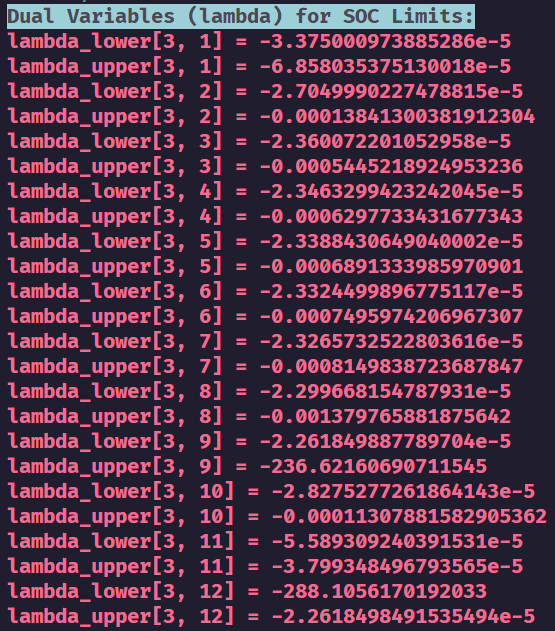 Dual Variables (lambda) for SOC Limits:
lambda_lower[3, 1] = -3.375000973885286e-5
lambda_upper[3, 1] = -6.858035375130018e-5
lambda_lower[3, 2] = -2.7049990227478815e-5
lambda_upper[3, 2] = -0.00013841300381912304
lambda_lower[3, 3] = -2.360072201052958e-5
lambda_upper[3, 3] = -0.0005445218924953236
lambda_lower[3, 4] = -2.3463299423242045e-5
lambda_upper[3, 4] = -0.0006297733431677343
lambda_lower[3, 5] = -2.3388430649040002e-5
lambda_upper[3, 5] = -0.0006891333985970901
lambda_lower[3, 6] = -2.3324499896775117e-5
lambda_upper[3, 6] = -0.0007495974206967307
lambda_lower[3, 7] = -2.3265732522803616e-5
lambda_upper[3, 7] = -0.0008149838723687847
lambda_lower[3, 8] = -2.299668154787931e-5
lambda_upper[3, 8] = -0.001379765881875642
lambda_lower[3, 9] = -2.261849887789704e-5
lambda_upper[3, 9] = -236.62160690711545
lambda_lower[3, 10] = -2.8275277261864143e-5
lambda_upper[3, 10] = -0.00011307881582905362
lambda_lower[3, 11] = -5.589309240391531e-5
lambda_upper[3, 11] = -3.799348496793565e-5
lambda_lower[3, 12] = -288.1056170192033
lambda_upper[3, 12] = -2.2618498491535494e-5